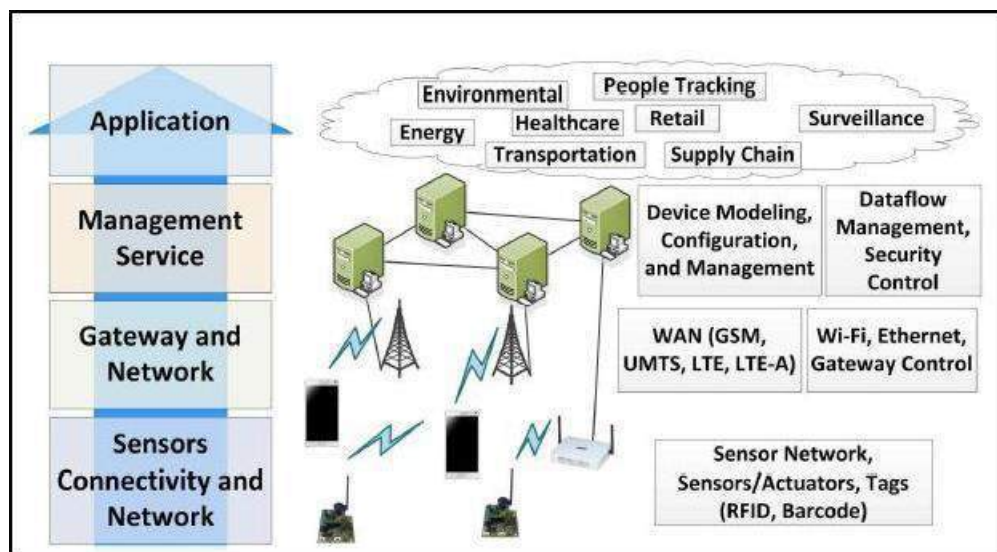 Application
Environmental
People Tracking
Energy
Healthcare
Retail
Surveillance
Transportation
Supply Chain
Management
Service
Device Modeling,
Configuration,
and Management
Dataflow
Management,
Security
Control
Gateway and
Network
WAN (GSM,
UMTS, LTE, LTE-A)
Wi-Fi, Ethernet,
Gateway Control
Sensors
Connectivity and
Network
Sensor Network,
Sensors/Actuators, Tags
(RFID, Barcode)